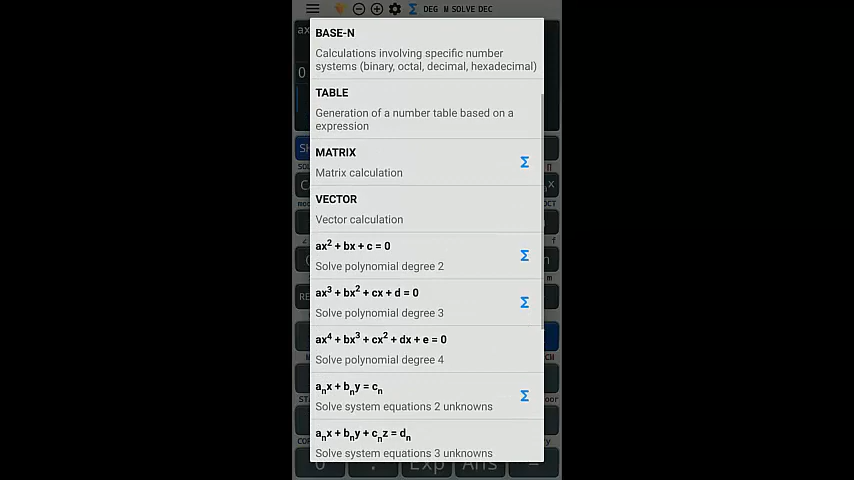 DEG M SOLVE DEC
ax
BASE-N
Calculations involving specific number
systems (binary, octal, decimal, hexadecimal)
0
TABLE
Generation of a number table based on a
expression
MATRIX
Matrix calculation
VECTOR
Vector calculation
ax² + bx + c = 0
Solve polynomial degree 2
ax³ + bx² + cx + d = 0
Solve polynomial degree 3
ax⁴ + bx³ + cx² + dx + e = 0
Solve polynomial degree 4
aₙx + bₙy = cₙ
Solve system equations 2 unknowns
aₙx + bₙy + cₙz = dₙ
Solve system equations 3 unknowns
Exp Ans =